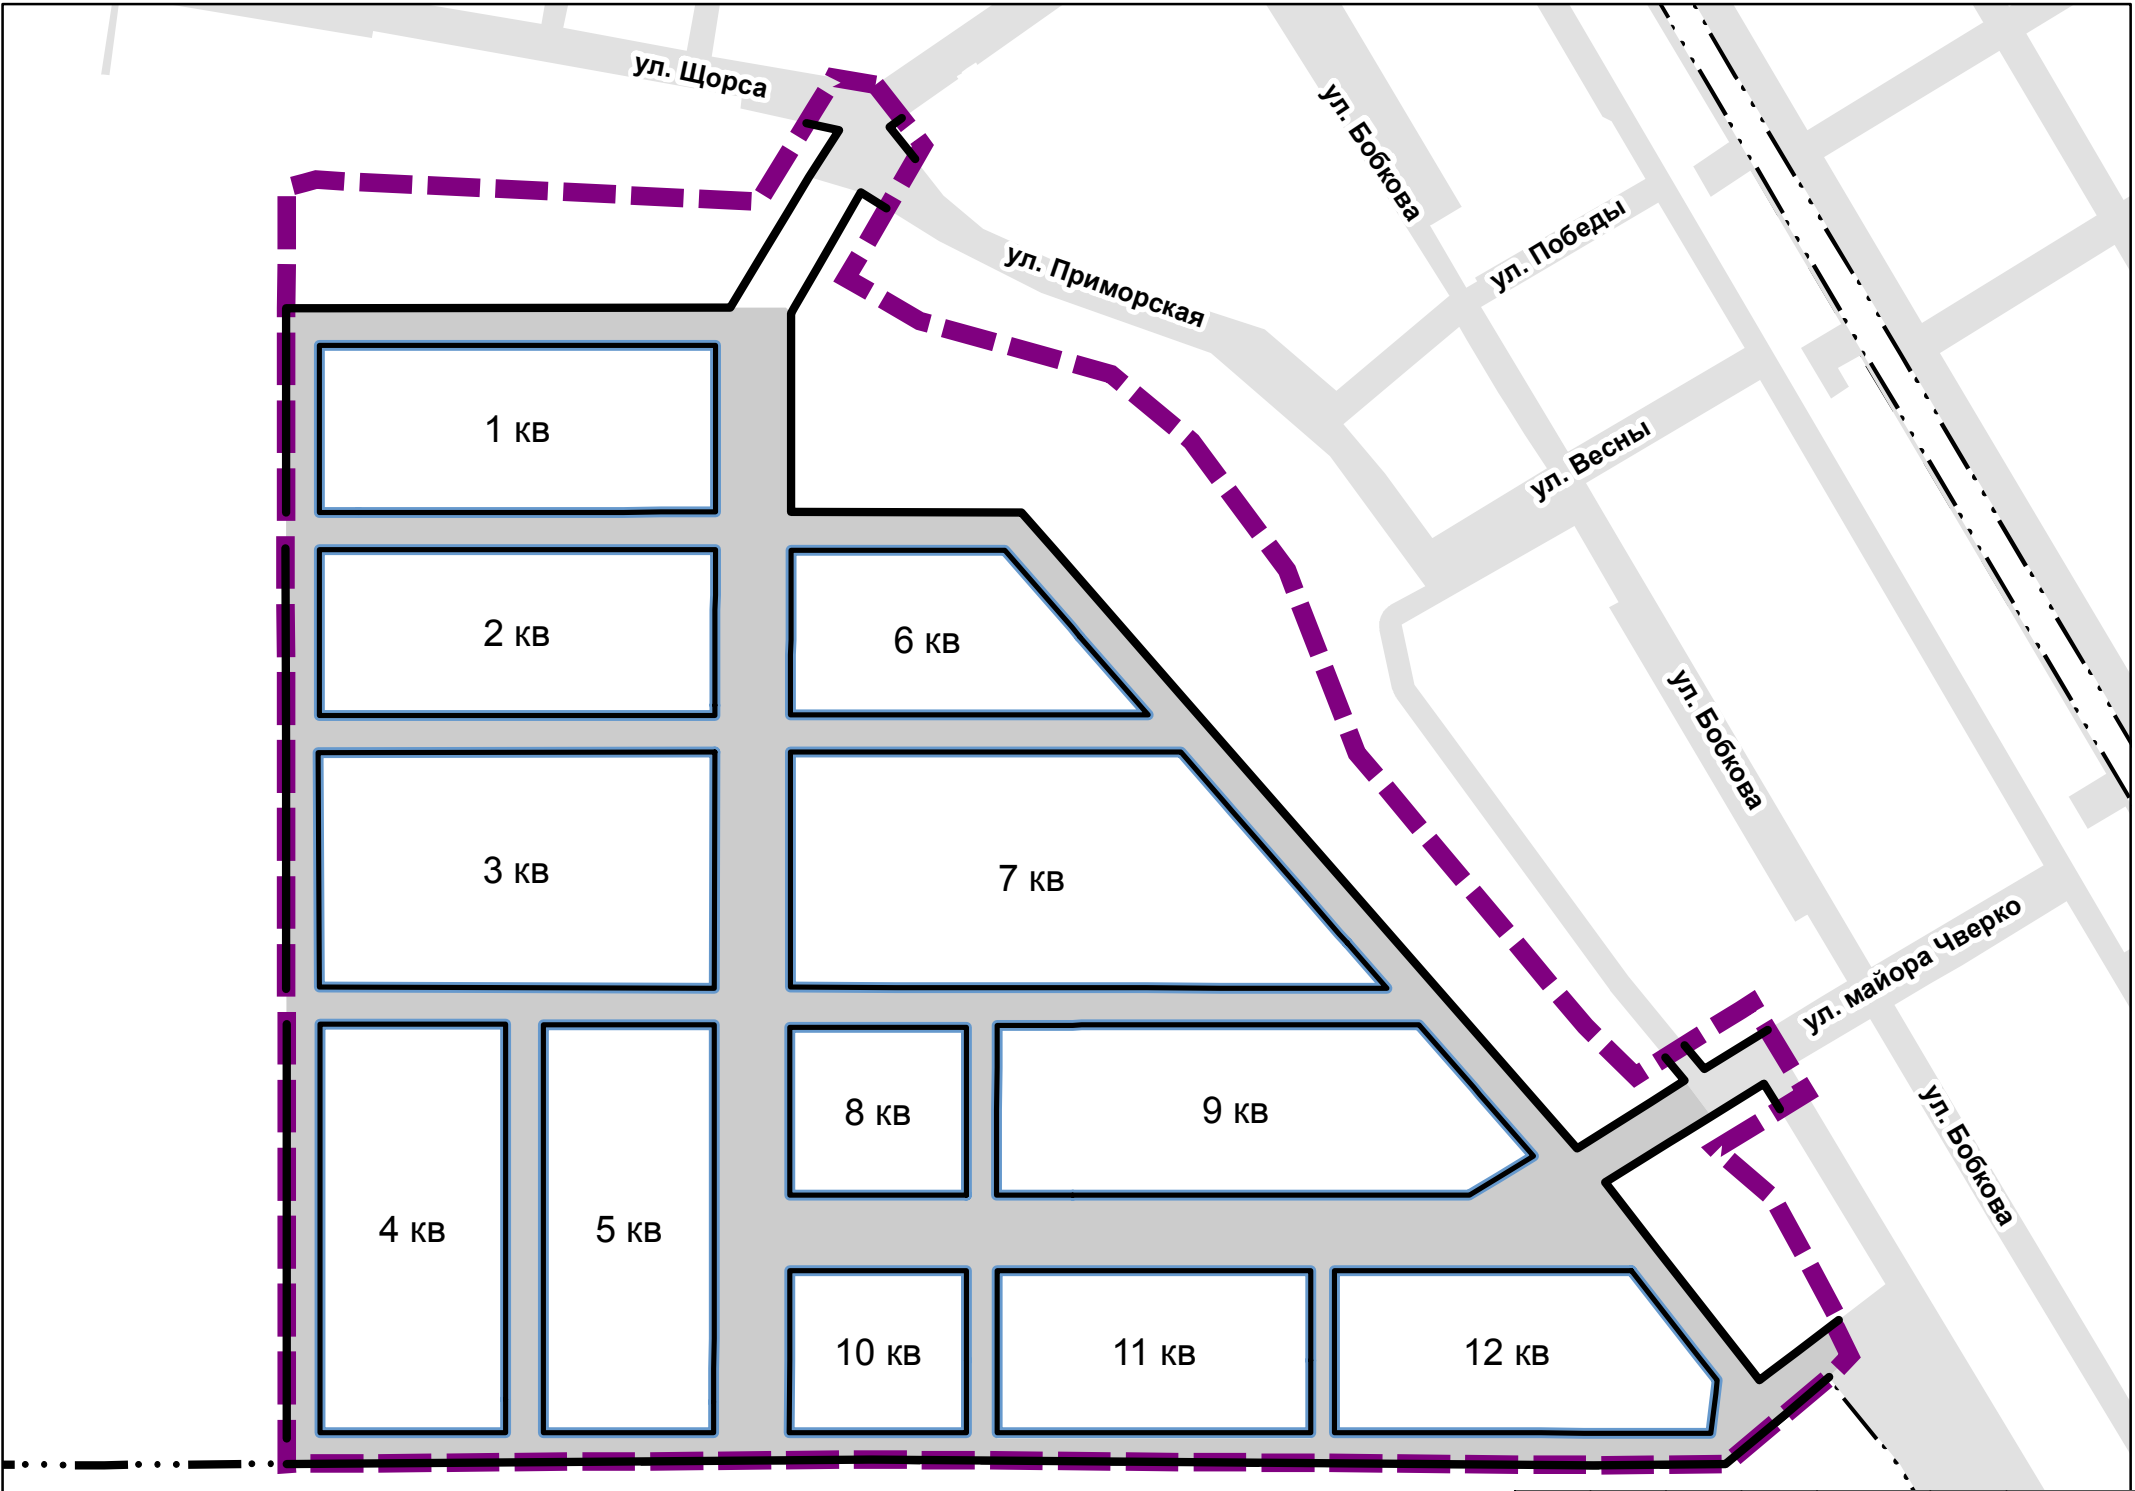 ул. Щорса
ул. Бобкова
ул. Победы
ул. Приморская
1 кв
ул. Весны
2 кв
6 кв
ул. Бобкова
3 кв
7 кв
ул. майора Чверко
8 кв
9 кв
ул. Бобкова
4 кв
5 кв
10 кв
11 кв
12 кв